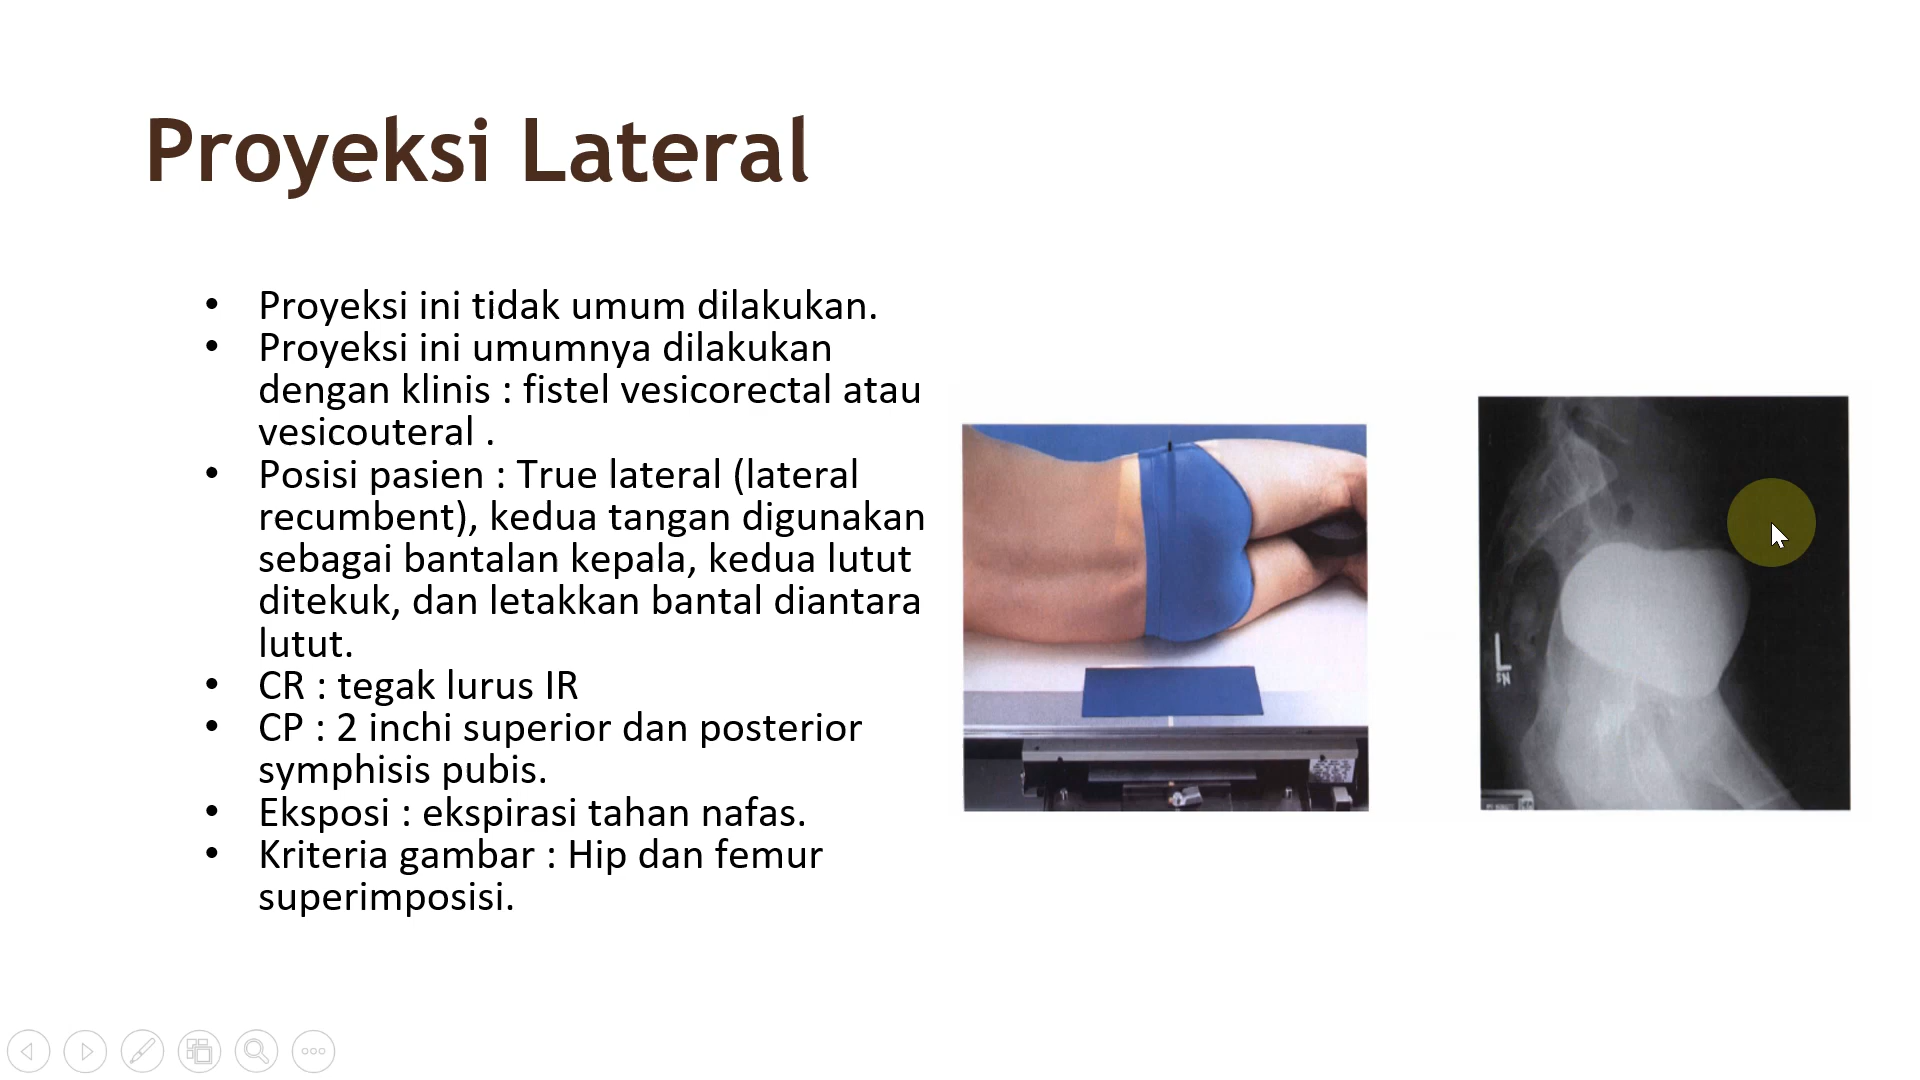 Proyeksi Lateral
• Proyeksi ini tidak umum dilakukan.
• Proyeksi ini umumnya dilakukan
dengan klinis : fistel vesicorectal atau
vesicouteral .
• Posisi pasien : True lateral (lateral
recumbent), kedua tangan digunakan
sebagai bantalan kepala, kedua lutut
ditekuk, dan letakkan bantal diantara
lutut.
• CR : tegak lurus IR
• CP : 2 inchi superior dan posterior
symphisis pubis.
• Eksposi : ekspirasi tahan nafas.
• Kriteria gambar : Hip dan femur
superimposisi.
L